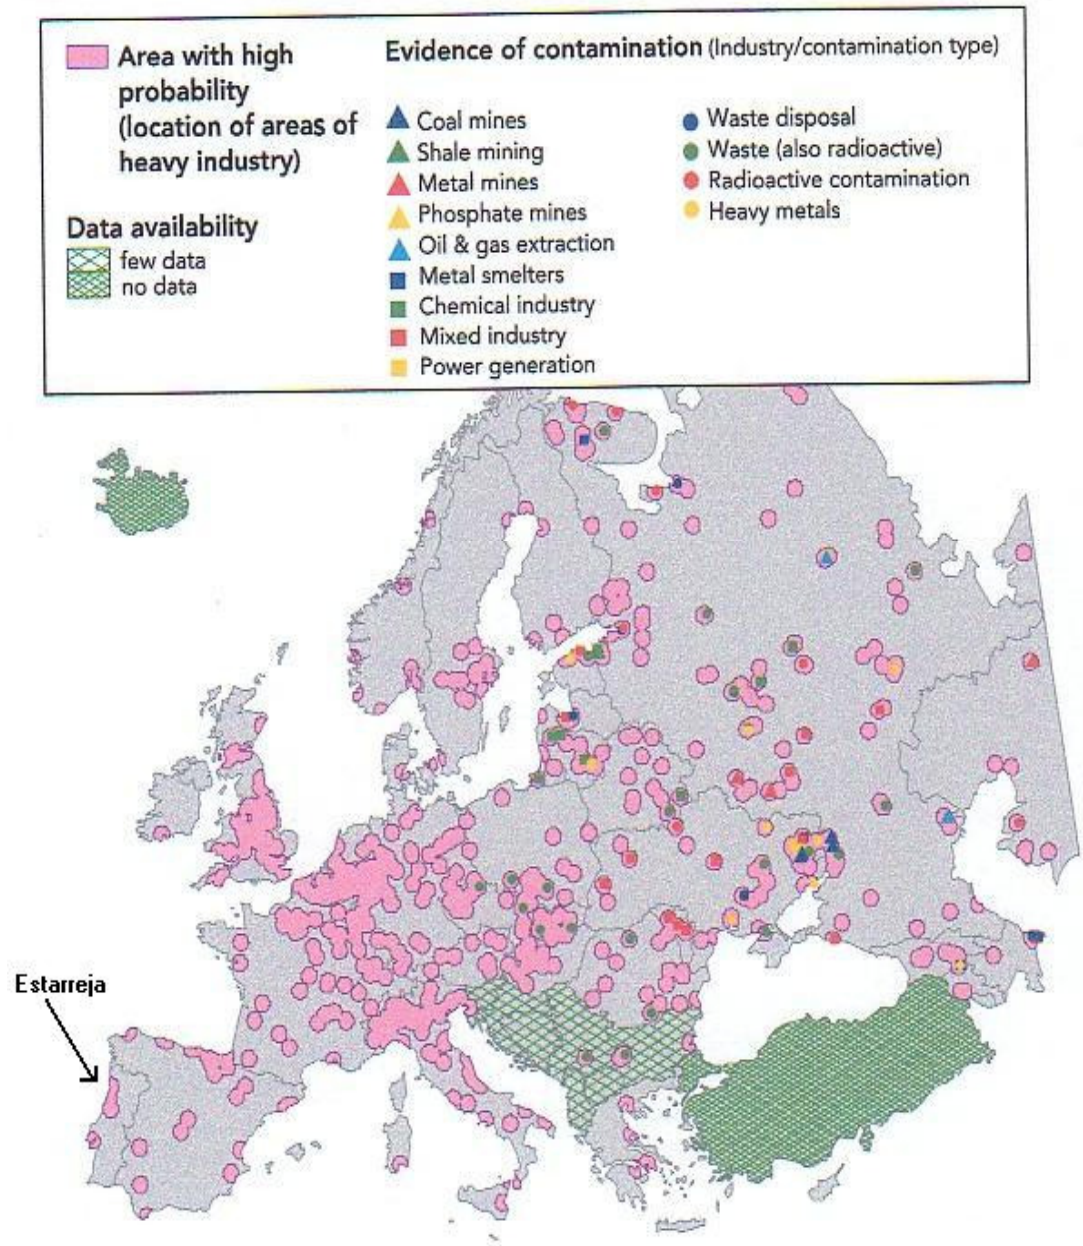 Area with high
probability
(location of areas of
heavy industry)
Data availability
few data
no data
Evidence of contamination (Industry/contamination type)
Coal mines
Shale mining
Metal mines
Phosphate mines
Oil & gas extraction
Metal smelters
Chemical industry
Mixed industry
Power generation
Waste disposal
Waste (also radioactive)
Radioactive contamination
Heavy metals
Estarreja